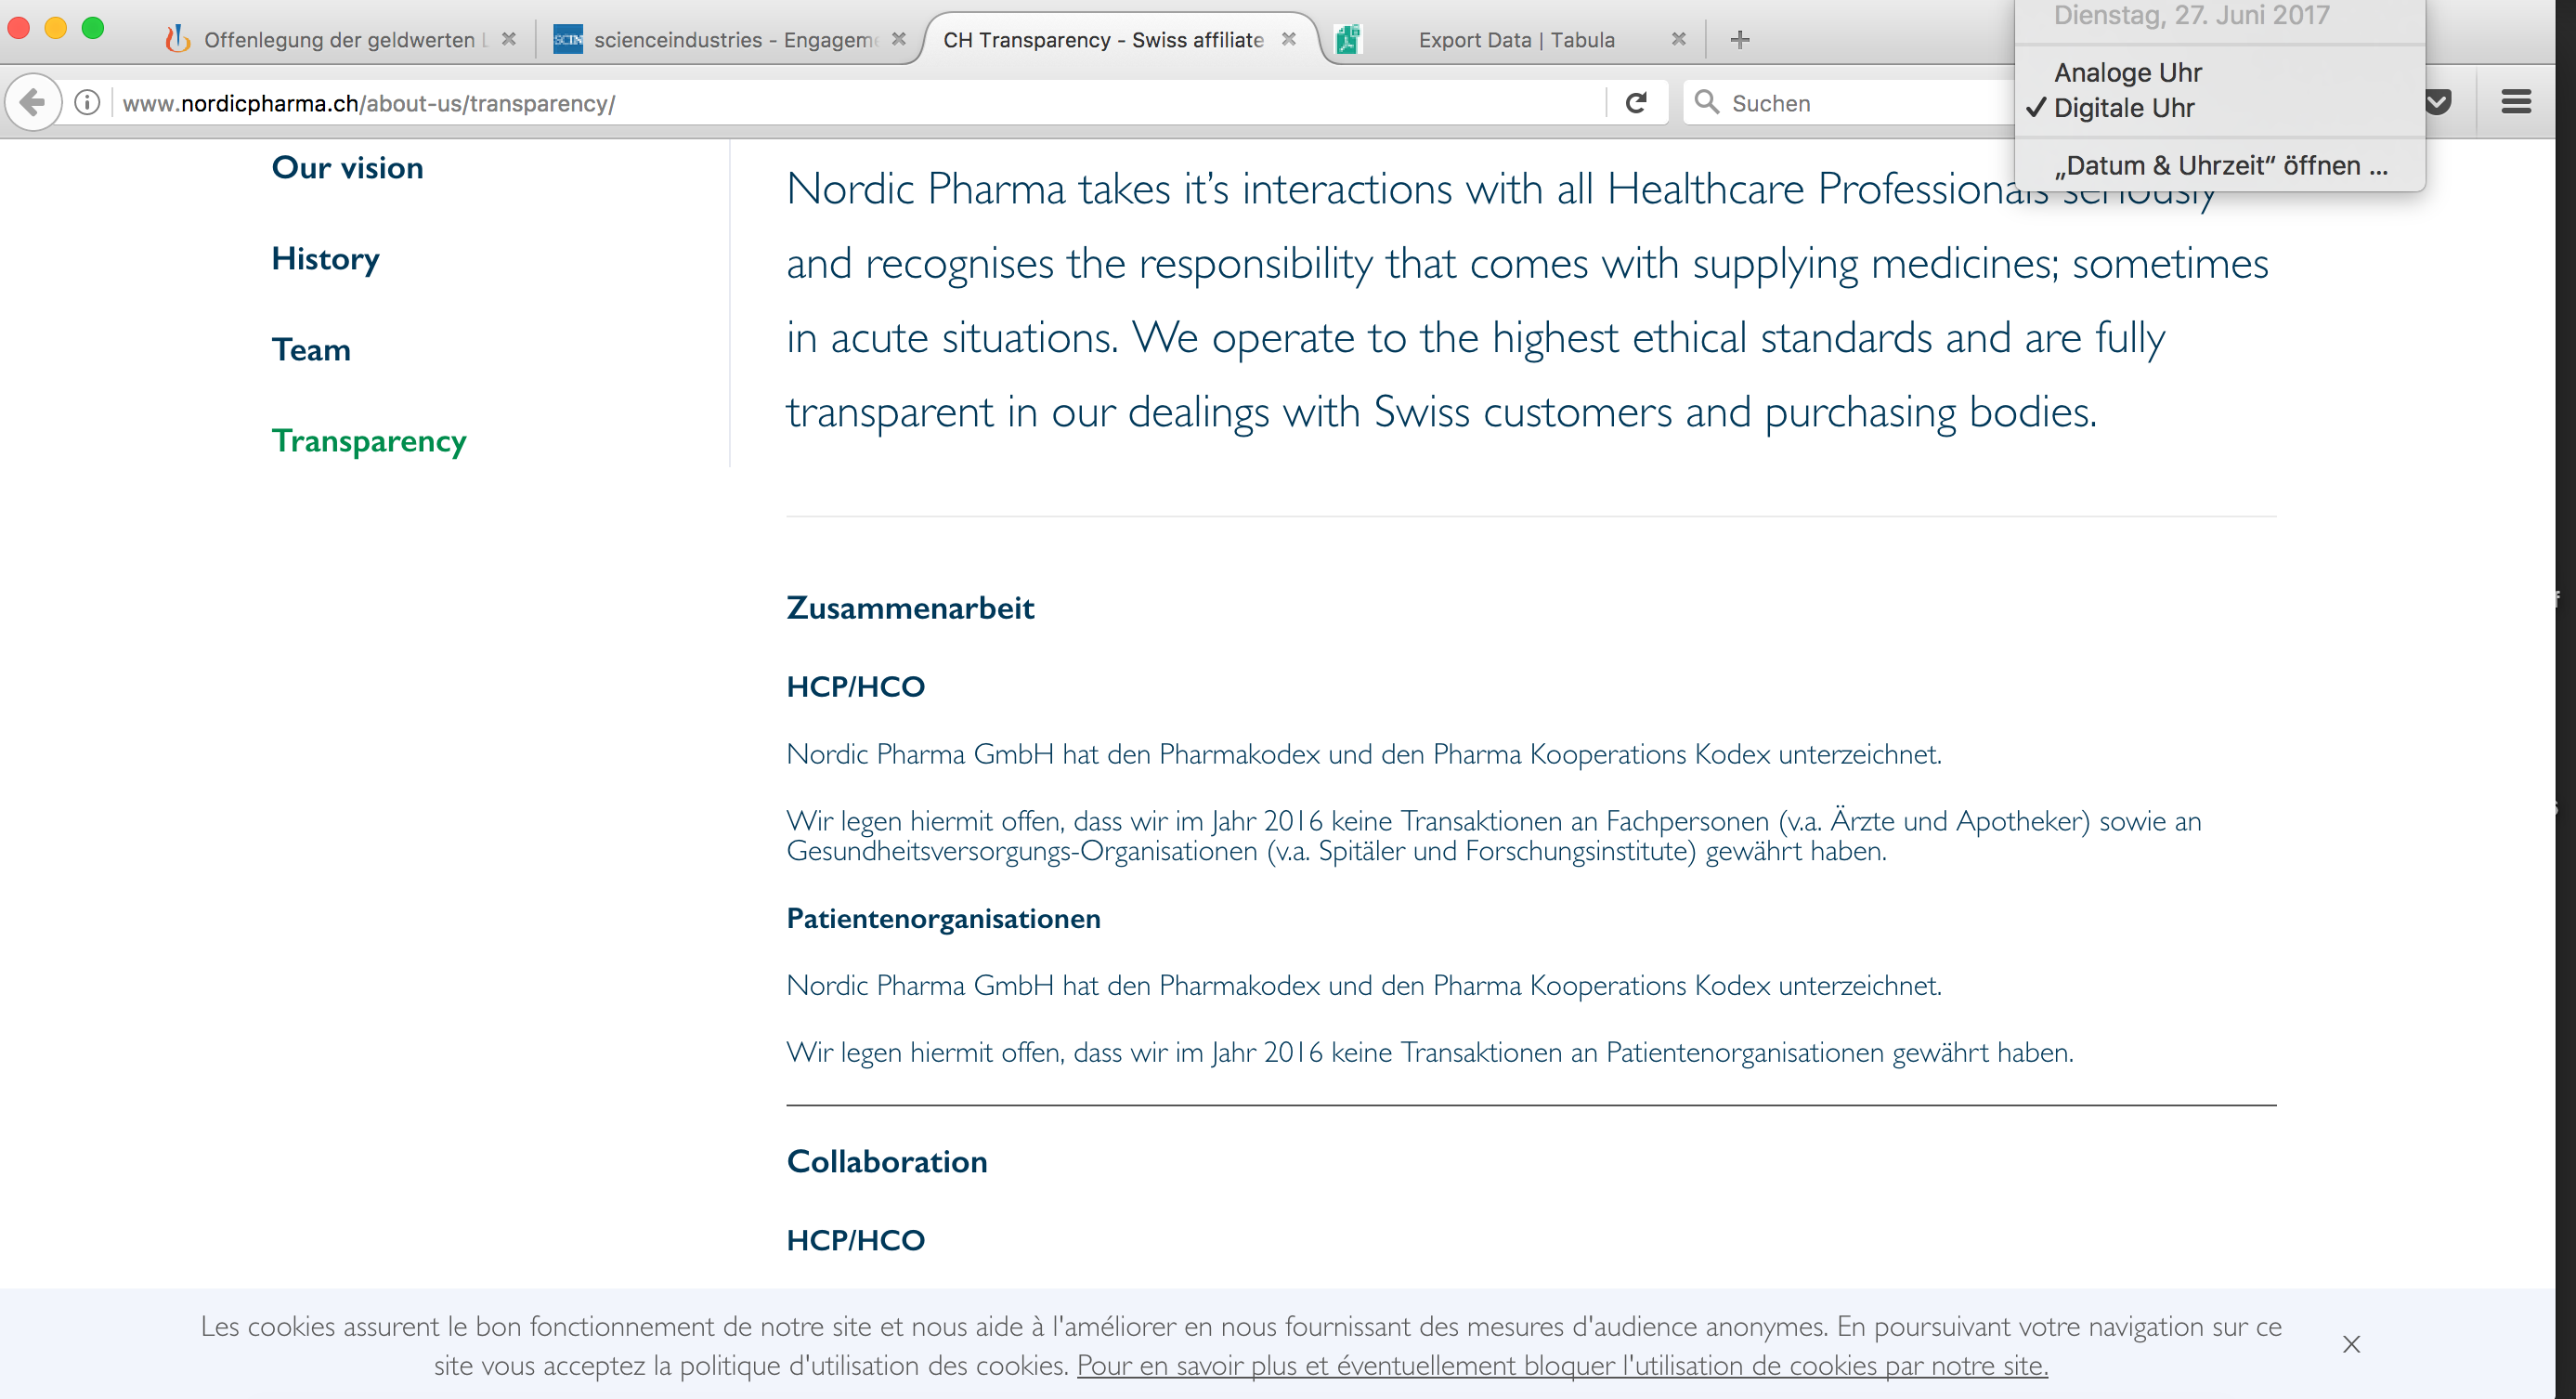 Dienstag, 27. Juni 2017
Offenlegung der geldwerten L
SCIN scienceindustries - Engagem
CH Transparency - Swiss affiliate
Export Data | Tabula
Analoge Uhr
✓ Digitale Uhr
„Datum & Uhrzeit“ öffnen ...
www.nordicpharma.ch/about-us/transparency/
Suchen
Our vision
History
Team
Transparency
Nordic Pharma takes it’s interactions with all Healthcare Professionals seriously
and recognises the responsibility that comes with supplying medicines; sometimes
in acute situations. We operate to the highest ethical standards and are fully
transparent in our dealings with Swiss customers and purchasing bodies.
Zusammenarbeit
HCP/HCO
Nordic Pharma GmbH hat den Pharmakodex und den Pharma Kooperations Kodex unterzeichnet.
Wir legen hiermit offen, dass wir im Jahr 2016 keine Transaktionen an Fachpersonen (v.a. Ärzte und Apotheker) sowie an
Gesundheitsversorgungs-Organisationen (v.a. Spitäler und Forschungsinstitute) gewährt haben.
Patientenorganisationen
Nordic Pharma GmbH hat den Pharmakodex und den Pharma Kooperations Kodex unterzeichnet.
Wir legen hiermit offen, dass wir im Jahr 2016 keine Transaktionen an Patientenorganisationen gewährt haben.
Collaboration
HCP/HCO
Les cookies assurent le bon fonctionnement de notre site et nous aide à l'améliorer en nous fournissant des mesures d'audience anonymes. En poursuivant votre navigation sur ce
site vous acceptez la politique d'utilisation des cookies. Pour en savoir plus et éventuellement bloquer l'utilisation de cookies par notre site.